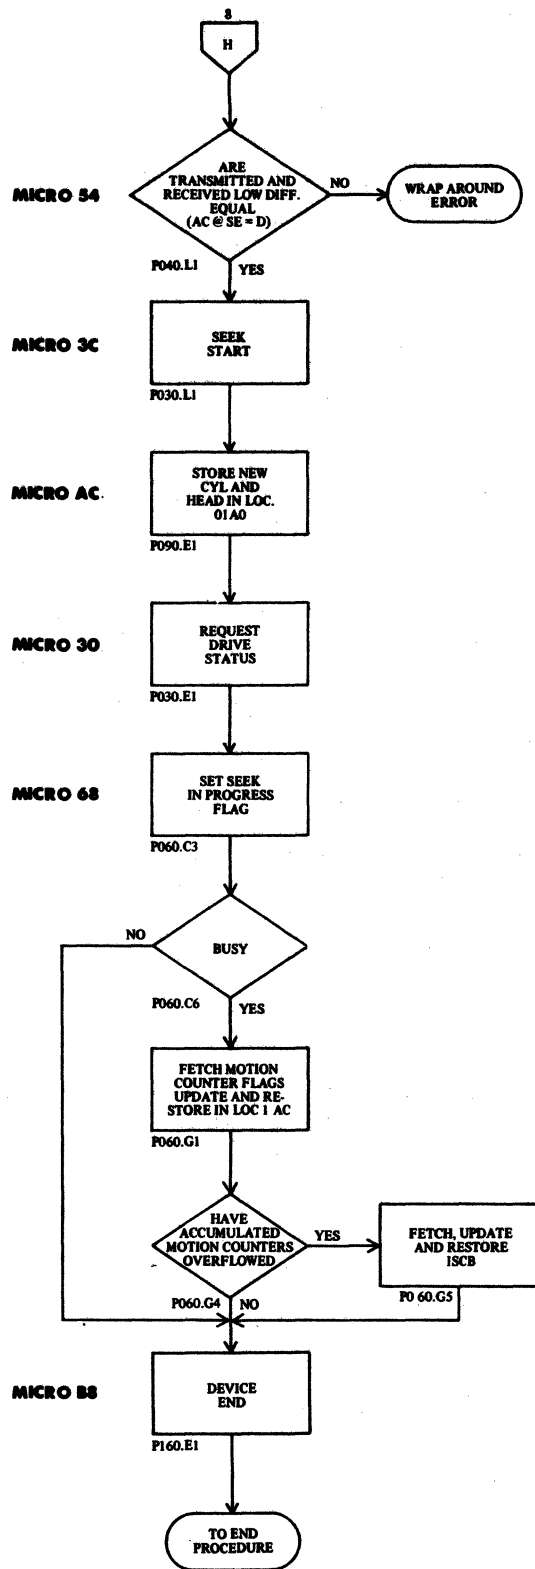 8
H
MICRO 54
ARE
TRANSMITTED AND
RECEIVED LOW DIFF.
EQUAL
(AC @ SE = D)
NO
WRAP AROUND
ERROR
P040.L1
YES
MICRO 3C
SEEK
START
P030.L1
MICRO AC
STORE NEW
CYL AND
HEAD IN LOC.
01A0
P090.E1
MICRO 30
REQUEST
DRIVE
STATUS
P030.E1
MICRO 68
SET SEEK
IN PROGRESS
FLAG
P060.C3
NO
BUSY
P060.C6
YES
FETCH MOTION
COUNTER FLAGS
UPDATE AND RE-
STORE IN LOC 1 AC
P060.G1
HAVE
ACCUMULATED
MOTION COUNTERS
OVERFLOWED
YES
FETCH, UPDATE
AND RESTORE
ISCB
P060.G4
NO
P0 60.G5
MICRO B8
DEVICE
END
P160.E1
TO END
PROCEDURE